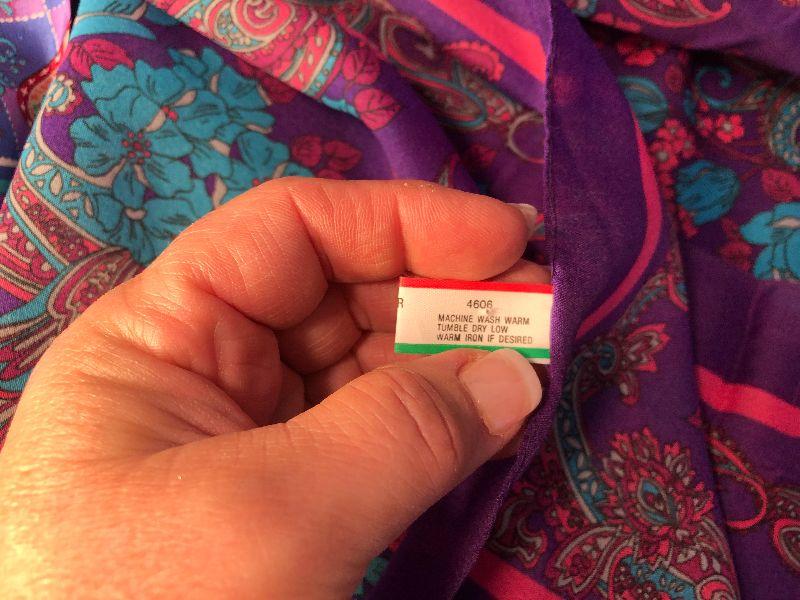 R 4606
MACHINE WASH WARM
TUMBLE DRY LOW
WARM IRON IF DESIRED